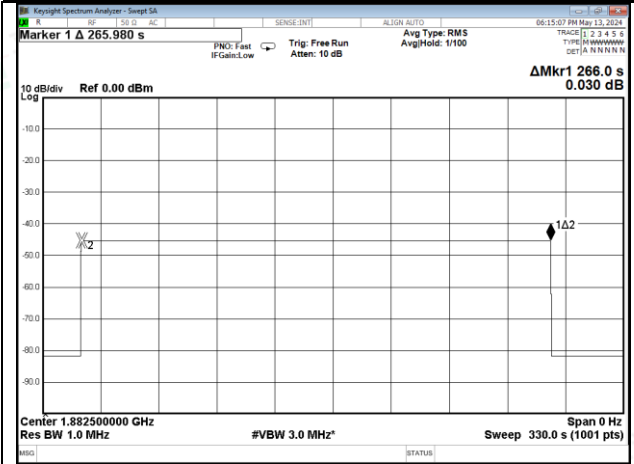 Keysight Spectrum Analyzer - Swept SA
R RF 50 Ω AC SENSE:INT ALIGN AUTO 06:15:07 PM May 13, 2024
Marker 1 Δ 265.980 s
PNO: Fast
IFGain:Low
Trig: Free Run
Atten: 10 dB
Avg Type: RMS
Avg|Hold: 1/100
TRACE 1 2 3 4 5 6
TYPE M W W W W W
DET A N N N N N
ΔMkr1 266.0 s
0.030 dB
10 dB/div Ref 0.00 dBm
Log
-10.0
-20.0
-30.0
-40.0
1Δ2
2
-50.0
-60.0
-70.0
-80.0
-90.0
Center 1.882500000 GHz Span 0 Hz
Res BW 1.0 MHz #VBW 3.0 MHz* Sweep 330.0 s (1001 pts)
MSG STATUS